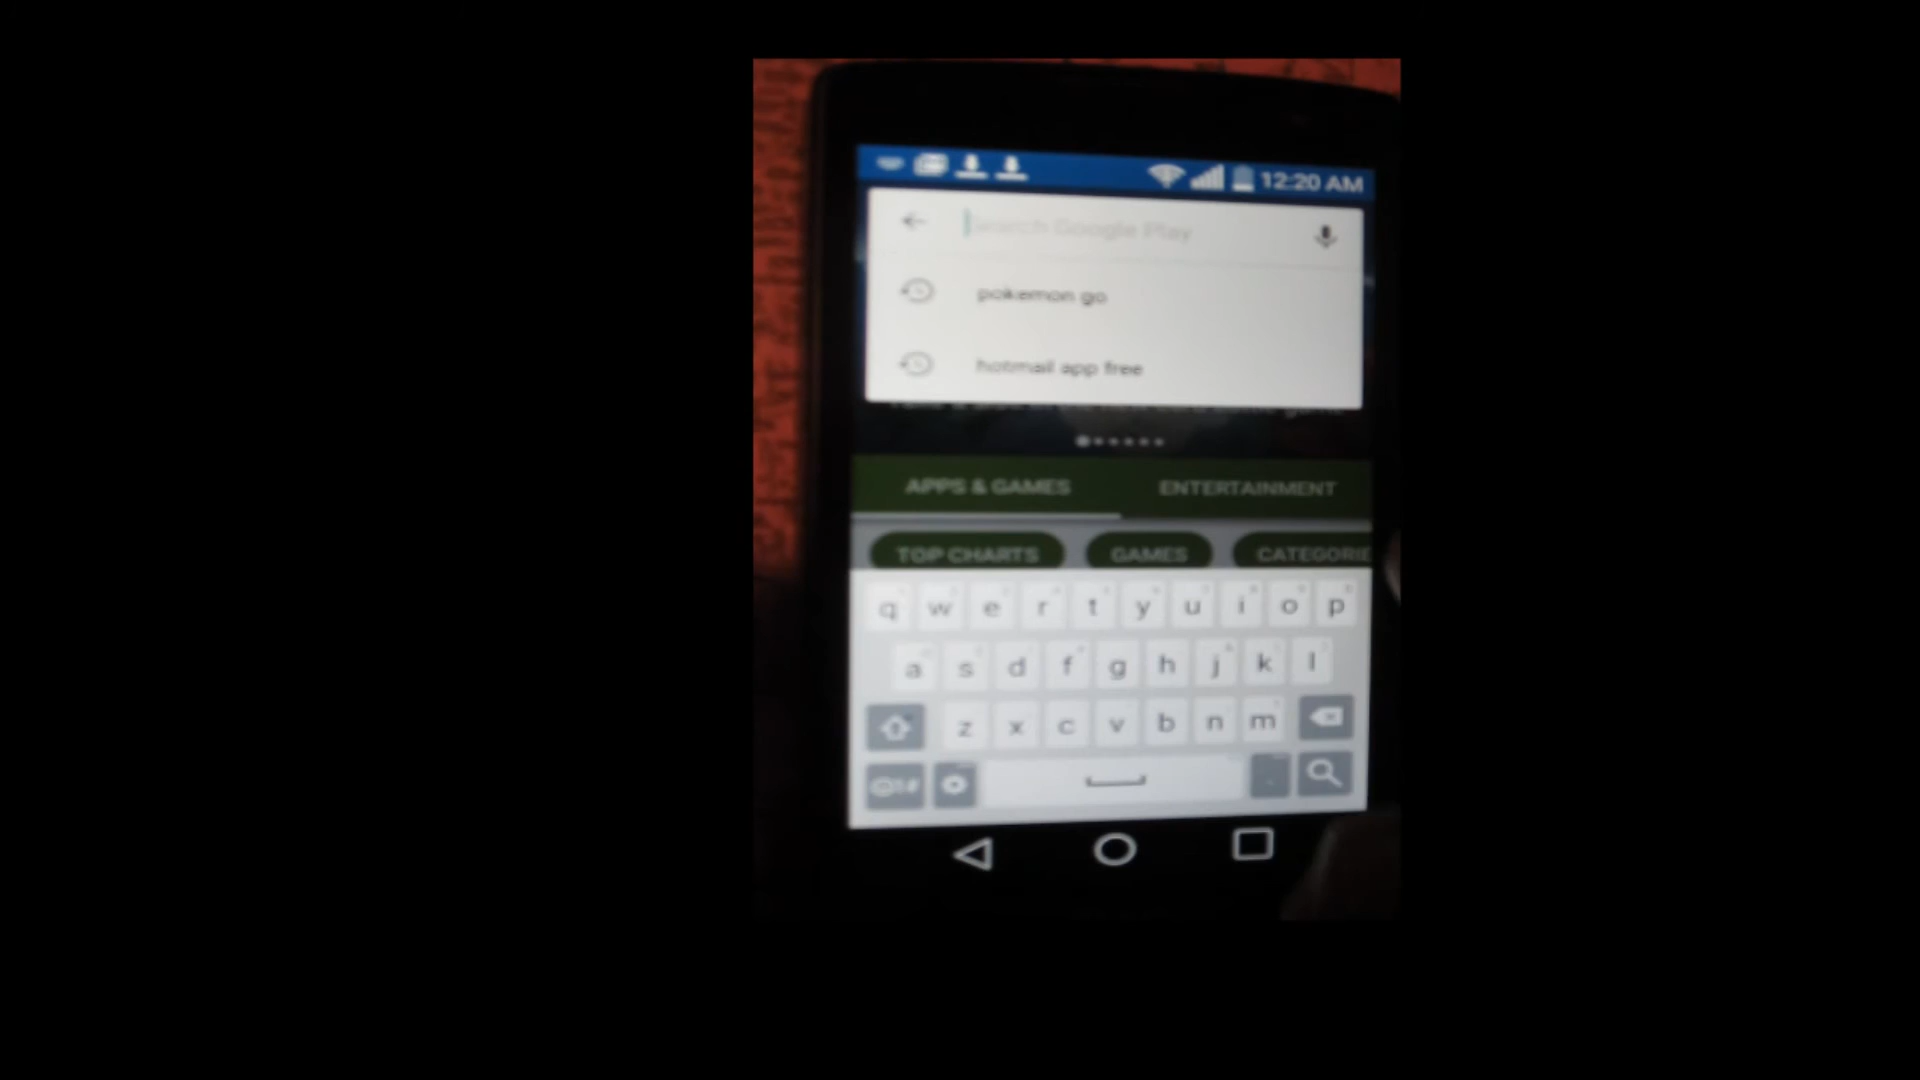 12:20 AM
Search Google Play
pokemon go
hotmail app free
APPS & GAMES ENTERTAINMENT
TOP CHARTS GAMES CATEGORIE
q w e r t y u i o p
a s d f g h j k l
z x c v b n m
@!# .